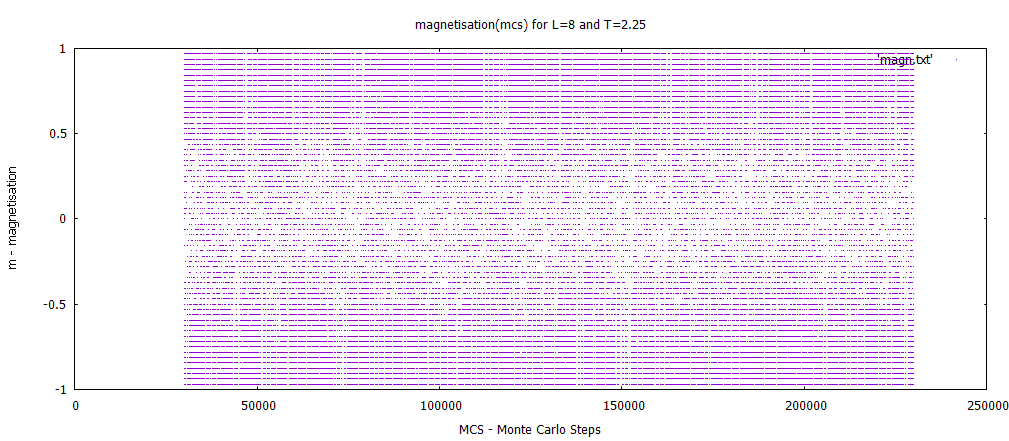 magnetisation(mcs) for L=8 and T=2.25
'magn.txt'
1
0.5
0
-0.5
-1
m - magnetisation
0 50000 100000 150000 200000 250000
MCS - Monte Carlo Steps